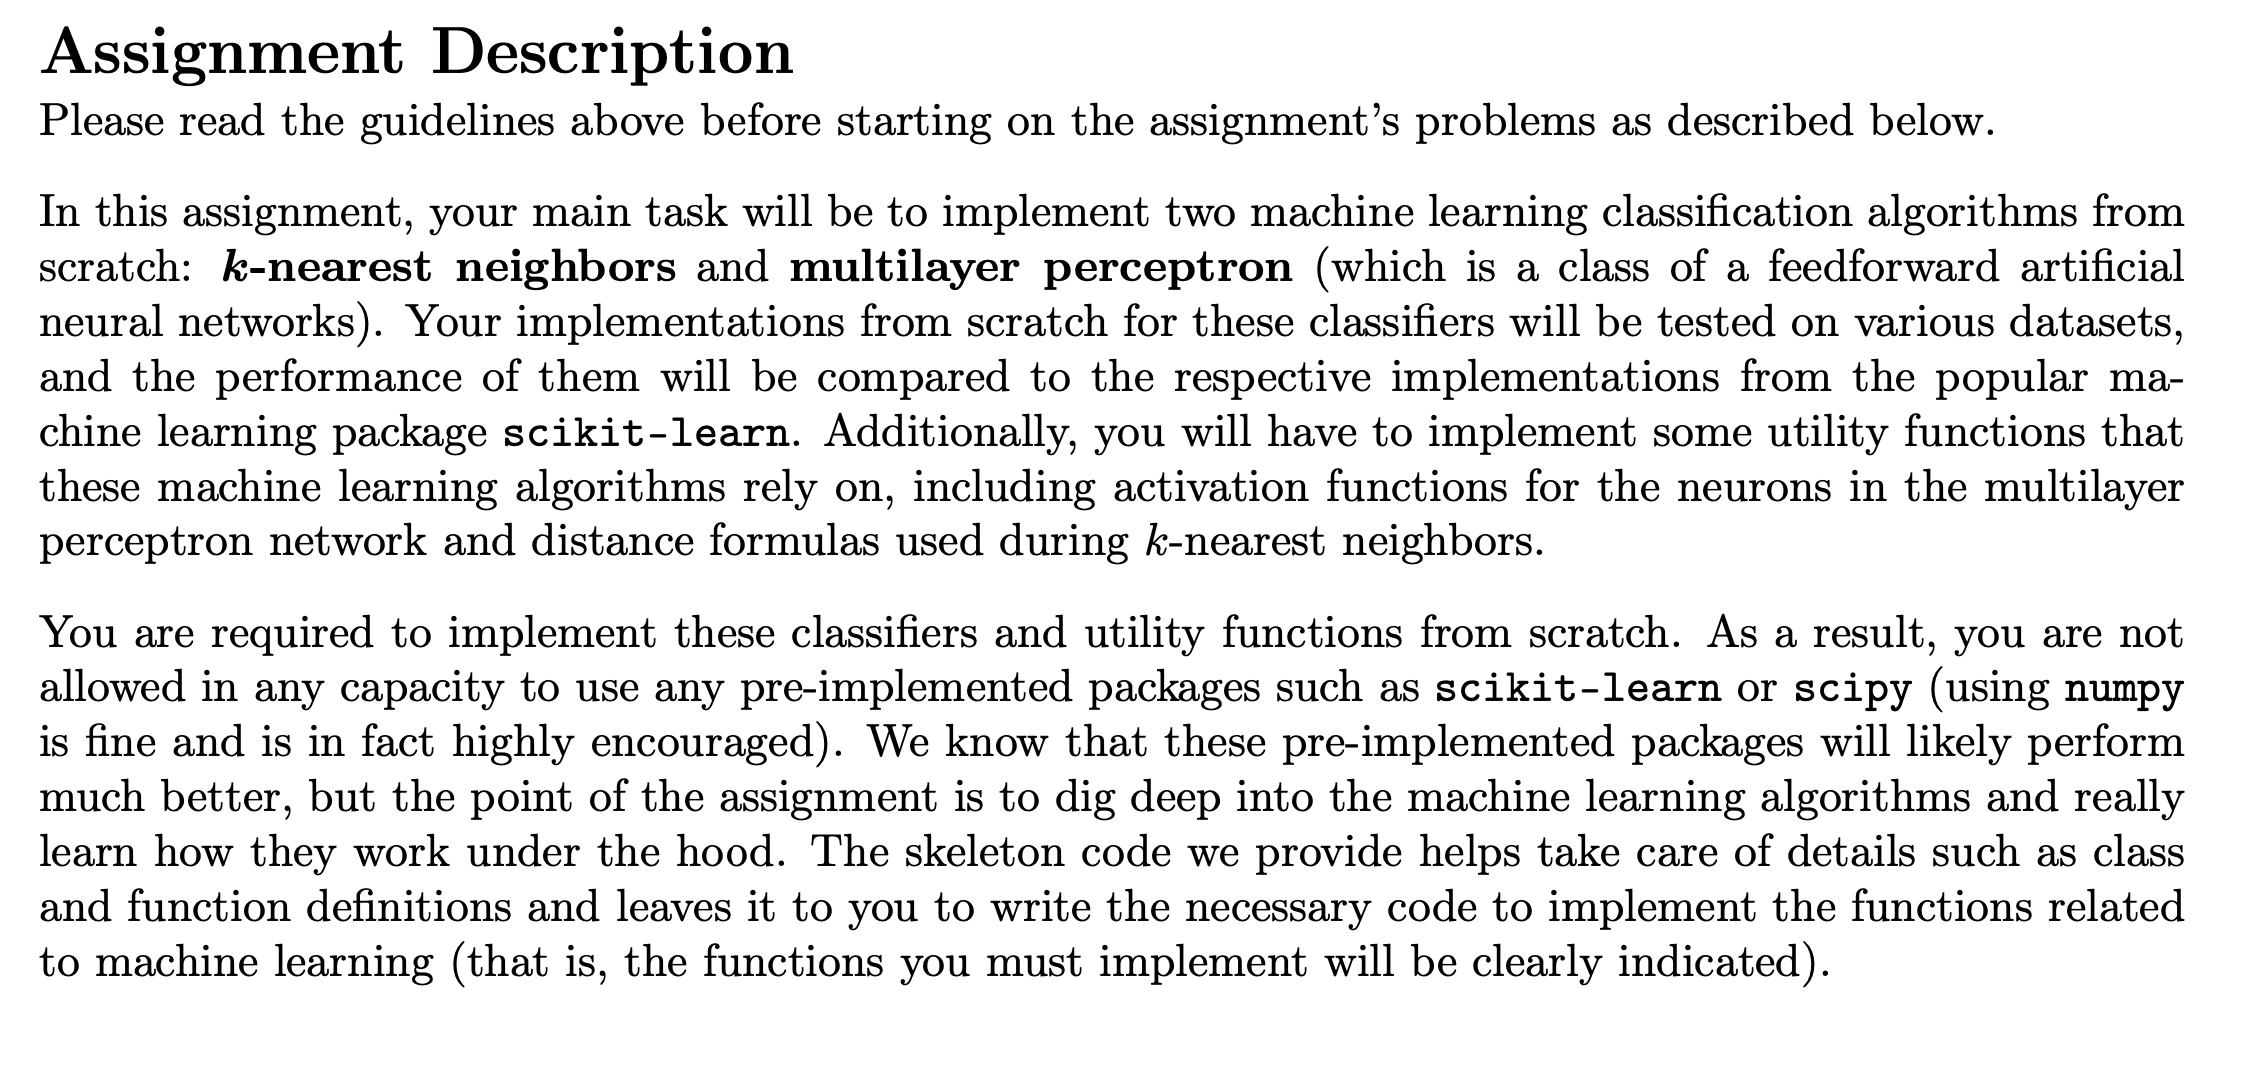 Assignment Description
Please read the guidelines above before starting on the assignment’s problems as described below.
In this assignment, your main task will be to implement two machine learning classification algorithms from
scratch: k-nearest neighbors and multilayer perceptron (which is a class of a feedforward artificial
neural networks). Your implementations from scratch for these classifiers will be tested on various datasets,
and the performance of them will be compared to the respective implementations from the popular ma-
chine learning package scikit-learn. Additionally, you will have to implement some utility functions that
these machine learning algorithms rely on, including activation functions for the neurons in the multilayer
perceptron network and distance formulas used during k-nearest neighbors.
You are required to implement these classifiers and utility functions from scratch. As a result, you are not
allowed in any capacity to use any pre-implemented packages such as scikit-learn or scipy (using numpy
is fine and is in fact highly encouraged). We know that these pre-implemented packages will likely perform
much better, but the point of the assignment is to dig deep into the machine learning algorithms and really
learn how they work under the hood. The skeleton code we provide helps take care of details such as class
and function definitions and leaves it to you to write the necessary code to implement the functions related
to machine learning (that is, the functions you must implement will be clearly indicated).